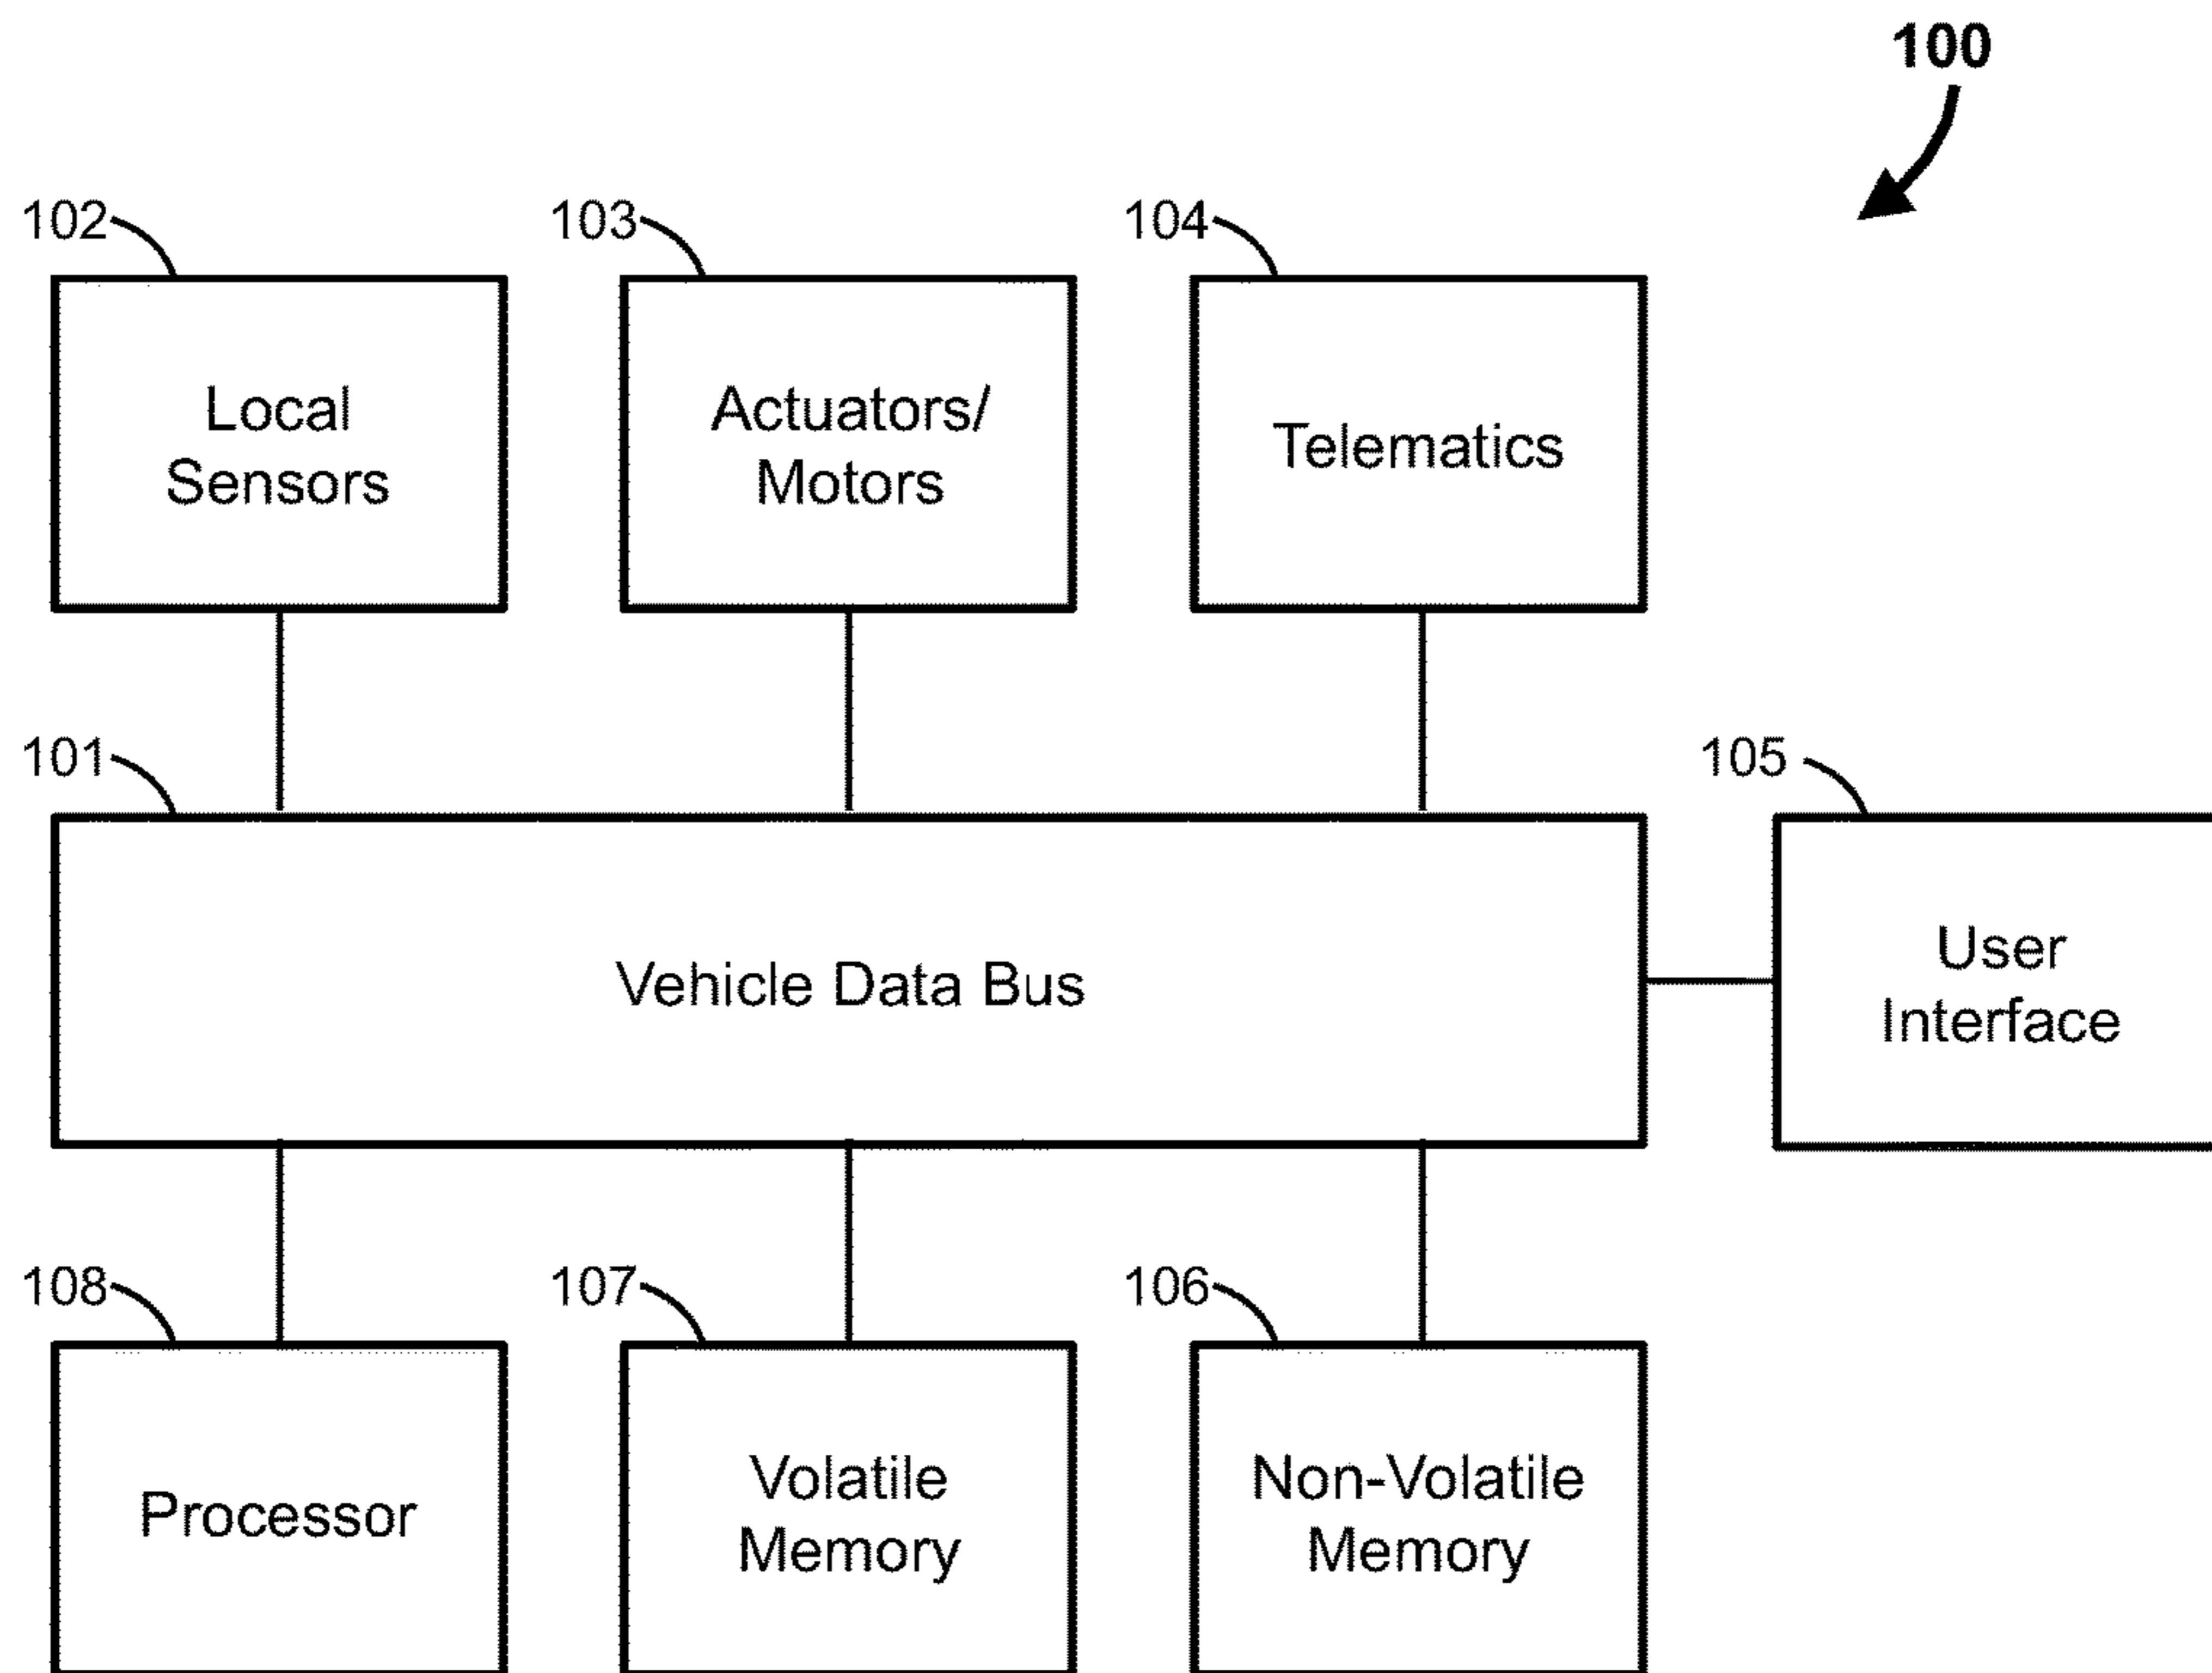 100
102
103
104
Local
Sensors
Actuators/
Motors
Telematics
101
105
Vehicle Data Bus
User
Interface
108
107
106
Processor
Volatile
Memory
Non-Volatile
Memory